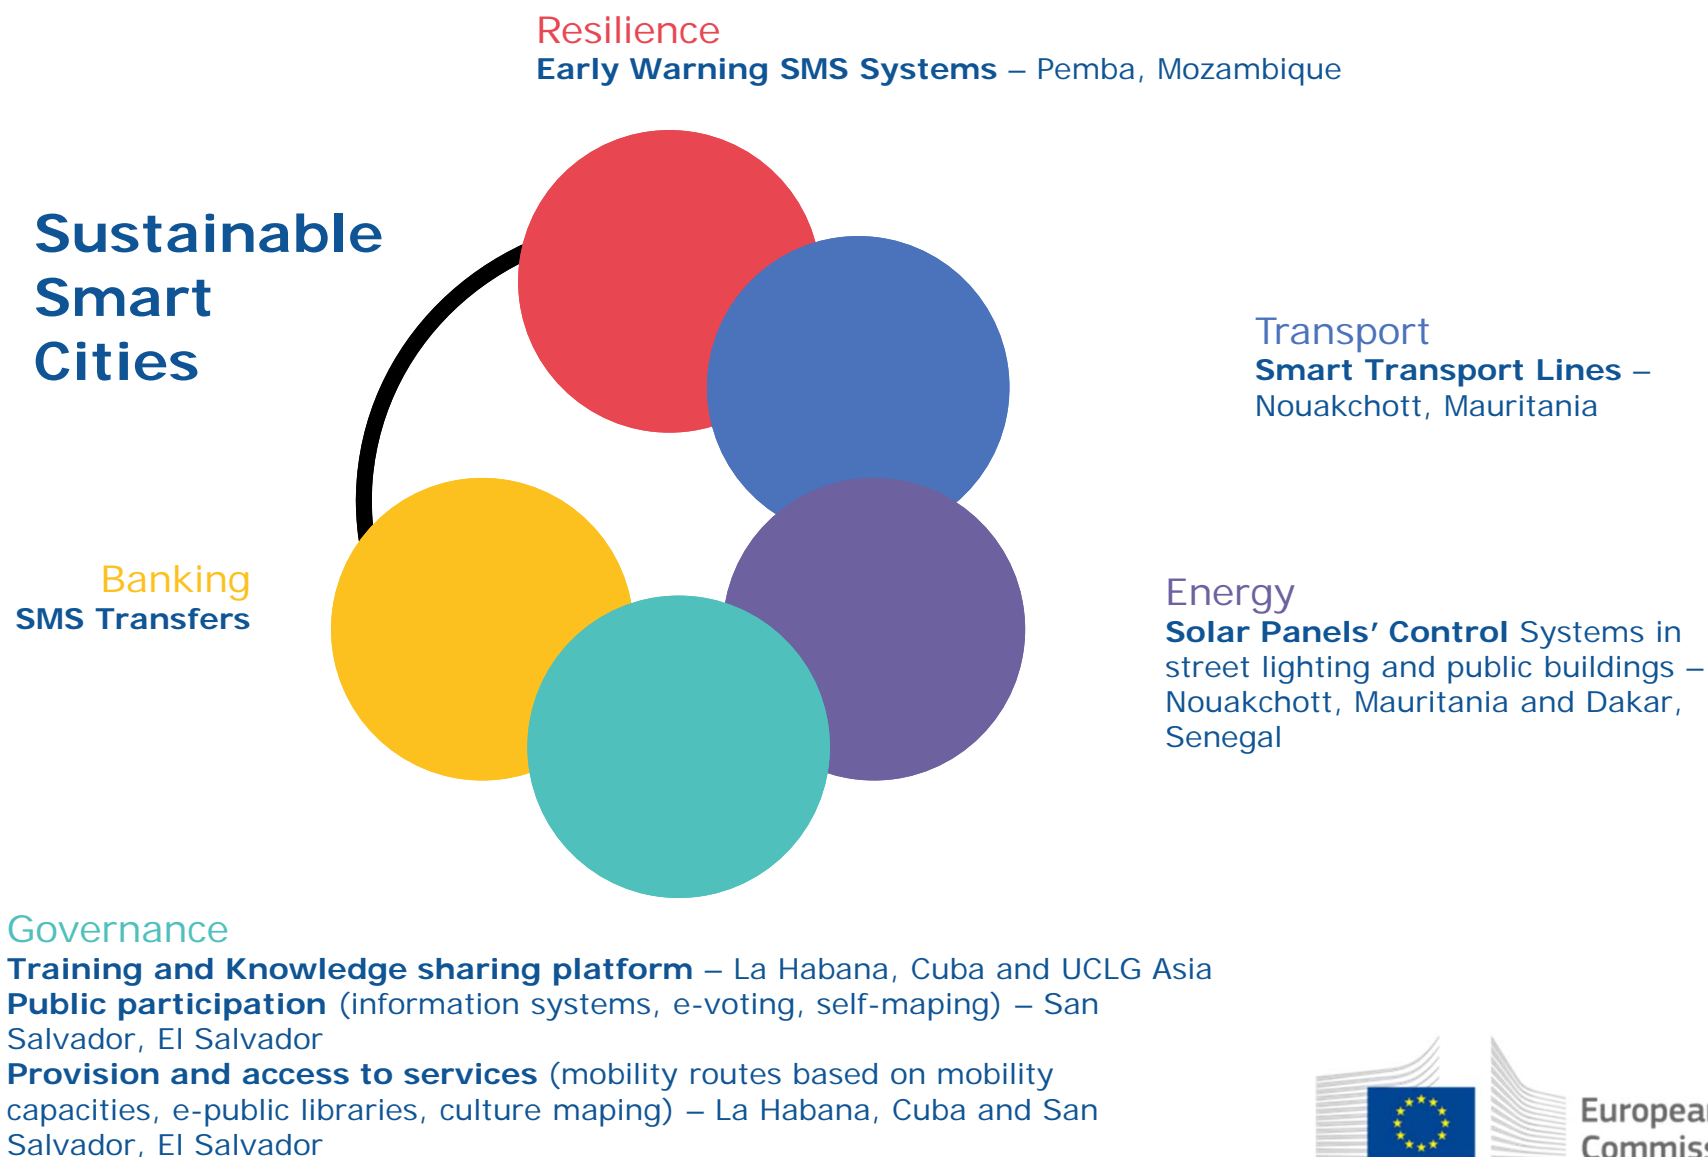 Resilience
Early Warning SMS Systems – Pemba, Mozambique
Sustainable
Smart
Cities
Transport
Smart Transport Lines –
Nouakchott, Mauritania
Banking
SMS Transfers
Energy
Solar Panels’ Control Systems in
street lighting and public buildings –
Nouakchott, Mauritania and Dakar,
Senegal
Governance
Training and Knowledge sharing platform – La Habana, Cuba and UCLG Asia
Public participation (information systems, e-voting, self-maping) – San
Salvador, El Salvador
Provision and access to services (mobility routes based on mobility
capacities, e-public libraries, culture maping) – La Habana, Cuba and San
Salvador, El Salvador